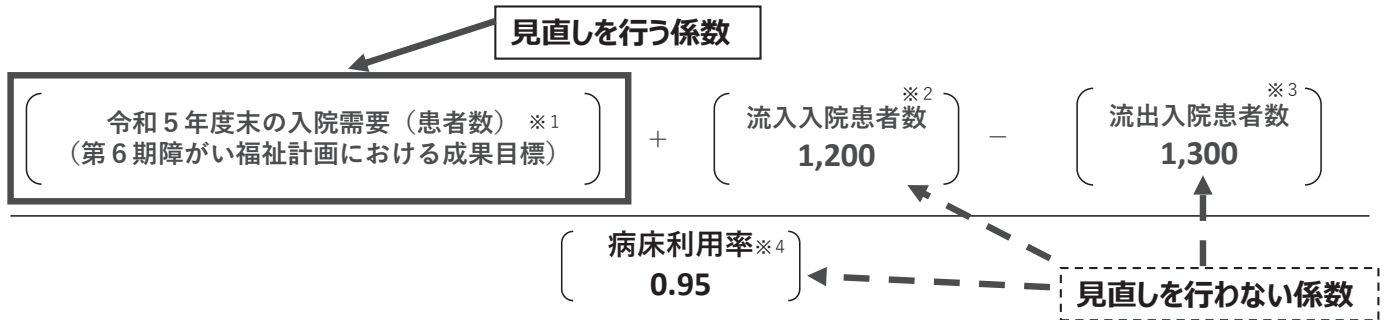 見直しを行う係数
令和5年度末の入院需要（患者数） ※1
（第6期障がい福祉計画における成果目標）
+
流入入院患者数※2
1,200
−
流出入院患者数※3
1,300
病床利用率※4
0.95
見直しを行わない係数